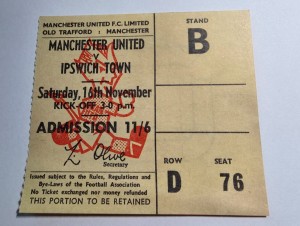 MANCHESTER UNITED F.C. LIMITED
OLD TRAFFORD : MANCHESTER
MANCHESTER UNITED
v
IPSWICH TOWN
Saturday, 16th November
KICK-OFF 3-0 p.m.
ADMISSION 11/6
L Olive
Secretary
Issued subject to the Rules, Regulations and
Bye-Laws of the Football Association
No Ticket exchanged nor money refunded
THIS PORTION TO BE RETAINED
STAND
B
ROW SEAT
D 76